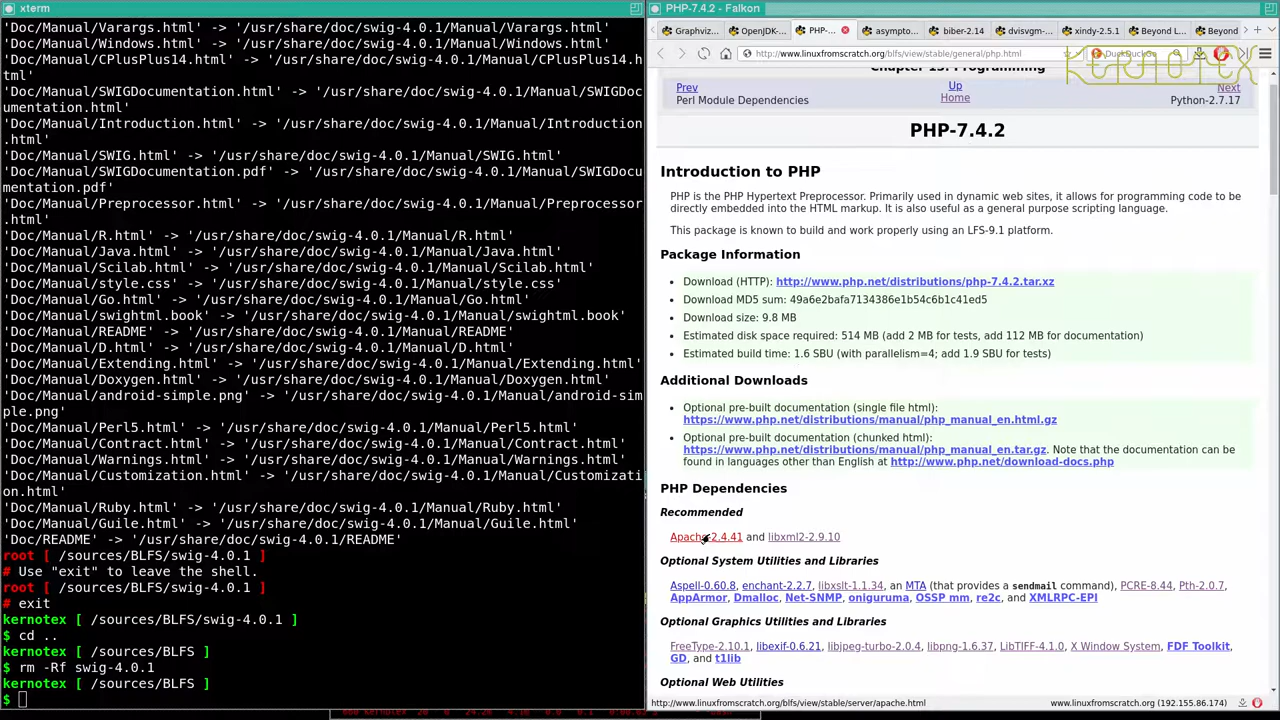 xterm
'Doc/Manual/Varargs.html' -> '/usr/share/doc/swig-4.0.1/Manual/Varargs.html'
'Doc/Manual/Windows.html' -> '/usr/share/doc/swig-4.0.1/Manual/Windows.html'
'Doc/Manual/CPlusPlus14.html' -> '/usr/share/doc/swig-4.0.1/Manual/CPlusPlus14.h
tml'
'Doc/Manual/SWIGDocumentation.html' -> '/usr/share/doc/swig-4.0.1/Manual/SWIGDoc
umentation.html'
'Doc/Manual/Introduction.html' -> '/usr/share/doc/swig-4.0.1/Manual/Introduction
.html'
'Doc/Manual/SWIG.html' -> '/usr/share/doc/swig-4.0.1/Manual/SWIG.html'
'Doc/Manual/SWIGDocumentation.pdf' -> '/usr/share/doc/swig-4.0.1/Manual/SWIGDocu
mentation.pdf'
'Doc/Manual/Preprocessor.html' -> '/usr/share/doc/swig-4.0.1/Manual/Preprocessor
.html'
'Doc/Manual/R.html' -> '/usr/share/doc/swig-4.0.1/Manual/R.html'
'Doc/Manual/Java.html' -> '/usr/share/doc/swig-4.0.1/Manual/Java.html'
'Doc/Manual/Scilab.html' -> '/usr/share/doc/swig-4.0.1/Manual/Scilab.html'
'Doc/Manual/style.css' -> '/usr/share/doc/swig-4.0.1/Manual/style.css'
'Doc/Manual/Go.html' -> '/usr/share/doc/swig-4.0.1/Manual/Go.html'
'Doc/Manual/swightml.book' -> '/usr/share/doc/swig-4.0.1/Manual/swightml.book'
'Doc/Manual/README' -> '/usr/share/doc/swig-4.0.1/Manual/README'
'Doc/Manual/D.html' -> '/usr/share/doc/swig-4.0.1/Manual/D.html'
'Doc/Manual/Extending.html' -> '/usr/share/doc/swig-4.0.1/Manual/Extending.html'
'Doc/Manual/Doxygen.html' -> '/usr/share/doc/swig-4.0.1/Manual/Doxygen.html'
'Doc/Manual/android-simple.png' -> '/usr/share/doc/swig-4.0.1/Manual/android-sim
ple.png'
'Doc/Manual/Perl5.html' -> '/usr/share/doc/swig-4.0.1/Manual/Perl5.html'
'Doc/Manual/Contract.html' -> '/usr/share/doc/swig-4.0.1/Manual/Contract.html'
'Doc/Manual/Warnings.html' -> '/usr/share/doc/swig-4.0.1/Manual/Warnings.html'
'Doc/Manual/Customization.html' -> '/usr/share/doc/swig-4.0.1/Manual/Customizati
on.html'
'Doc/Manual/Ruby.html' -> '/usr/share/doc/swig-4.0.1/Manual/Ruby.html'
'Doc/Manual/Guile.html' -> '/usr/share/doc/swig-4.0.1/Manual/Guile.html'
'Doc/README' -> '/usr/share/doc/swig-4.0.1/README'
root [ /sources/BLFS/swig-4.0.1 ]
# Use "exit" to leave the shell.
root [ /sources/BLFS/swig-4.0.1 ]
# exit
kernotex [ /sources/BLFS/swig-4.0.1 ]
$ cd ..
kernotex [ /sources/BLFS ]
$ rm -Rf swig-4.0.1
kernotex [ /sources/BLFS ]
$
PHP-7.4.2 - Falkon
Graphviz... OpenJDK-... PHP-... asympto... biber-2.14 dvisvgm-... xindy-2.5.1 Beyond L... Beyond
http://www.linuxfromscratch.org/blfs/view/stable/general/php.html DuckDuckGo
KERNOTEX
Chapter 13. Programming
Prev Up Next
Perl Module Dependencies Home Python-2.7.17
PHP-7.4.2
Introduction to PHP
PHP is the PHP Hypertext Preprocessor. Primarily used in dynamic web sites, it allows for programming code to be
directly embedded into the HTML markup. It is also useful as a general purpose scripting language.
This package is known to build and work properly using an LFS-9.1 platform.
Package Information
• Download (HTTP): http://www.php.net/distributions/php-7.4.2.tar.xz
• Download MD5 sum: 49a6e2bafa7134386e1b54c6b1c41ed5
• Download size: 9.8 MB
• Estimated disk space required: 514 MB (add 2 MB for tests, add 112 MB for documentation)
• Estimated build time: 1.6 SBU (with parallelism=4; add 1.9 SBU for tests)
Additional Downloads
• Optional pre-built documentation (single file html):
https://www.php.net/distributions/manual/php_manual_en.html.gz
• Optional pre-built documentation (chunked html):
https://www.php.net/distributions/manual/php_manual_en.tar.gz. Note that the documentation can be
found in languages other than English at http://www.php.net/download-docs.php
PHP Dependencies
Recommended
Apache-2.4.41 and libxml2-2.9.10
Optional System Utilities and Libraries
Aspell-0.60.8, enchant-2.2.7, libxslt-1.1.34, an MTA (that provides a sendmail command), PCRE-8.44, Pth-2.0.7,
AppArmor, Dmalloc, Net-SNMP, oniguruma, OSSP mm, re2c, and XMLRPC-EPI
Optional Graphics Utilities and Libraries
FreeType-2.10.1, libexif-0.6.21, libjpeg-turbo-2.0.4, libpng-1.6.37, LibTIFF-4.1.0, X Window System, FDF Toolkit,
GD, and t1lib
Optional Web Utilities
http://www.linuxfromscratch.org/blfs/view/stable/server/apache.html www.linuxfromscratch.org (192.155.86.174)